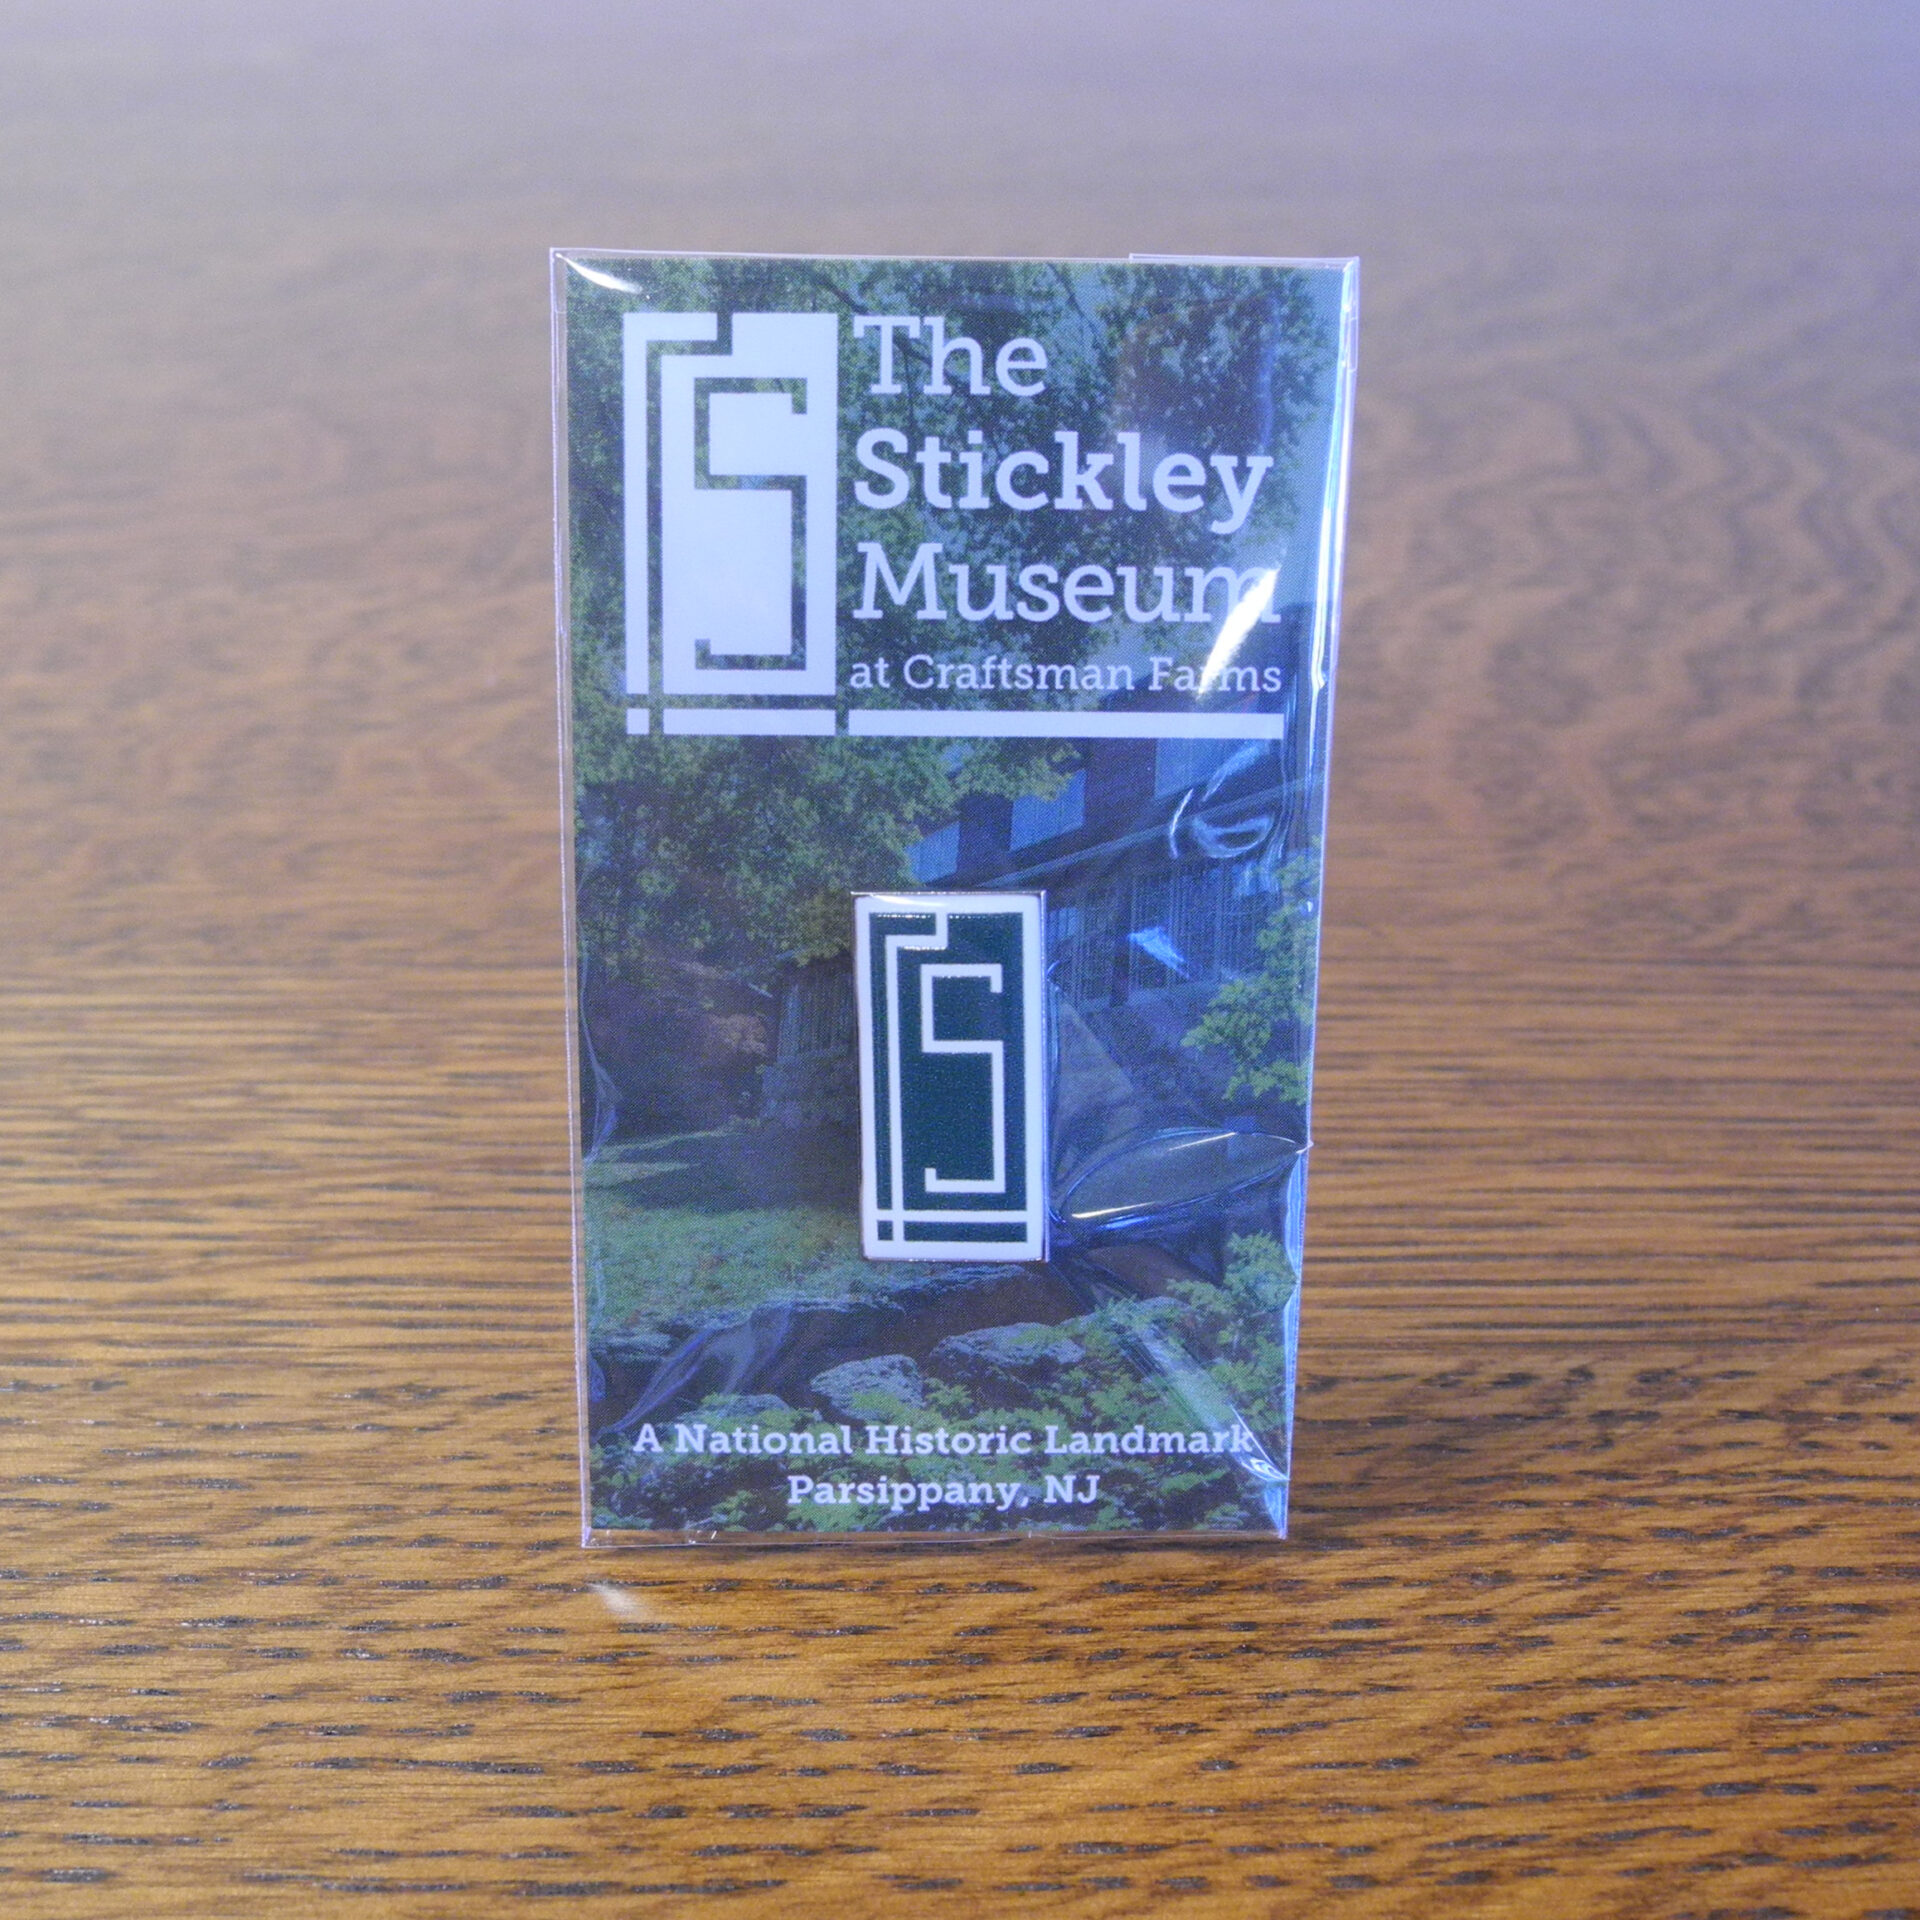 The
Stickley
Museum
at Craftsman Farms
A National Historic Landmark
Parsippany, NJ